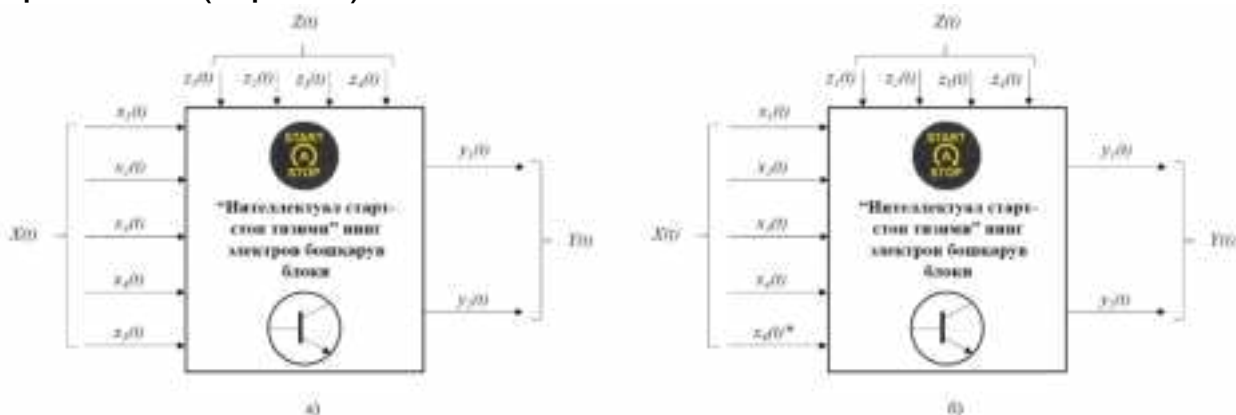 Z(t)
z₁(t) z₂(t) z₃(t) z₄(t)
x₁(t)
x₂(t)
x₃(t)
x₄(t)
x₅(t)
X(t)
START
A
STOP
“Интеллектуал старт-
стоп тизими” нинг
электрон бошқарув
блоки
y₁(t)
y₂(t)
Y(t)
а)
Z(t)
z₁(t) z₂(t) z₃(t) z₄(t)
x₁(t)
x₂(t)
x₃(t)
x₄(t)
X(t)
START
A
STOP
“Интеллектуал старт-
стоп тизими” нинг
электрон бошқарув
блоки
y₁(t)
y₂(t)
Y(t)
б)